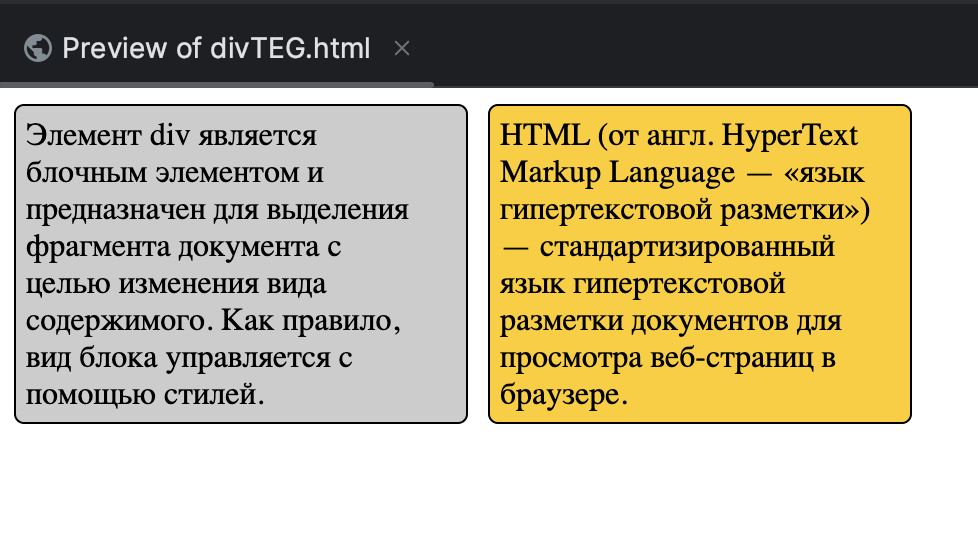 Preview of divTEG.html
Элемент div является
блочным элементом и
предназначен для выделения
фрагмента документа с
целью изменения вида
содержимого. Как правило,
вид блока управляется с
помощью стилей.
HTML (от англ. HyperText
Markup Language — «язык
гипертекстовой разметки»)
— стандартизированный
язык гипертекстовой
разметки документов для
просмотра веб-страниц в
браузере.